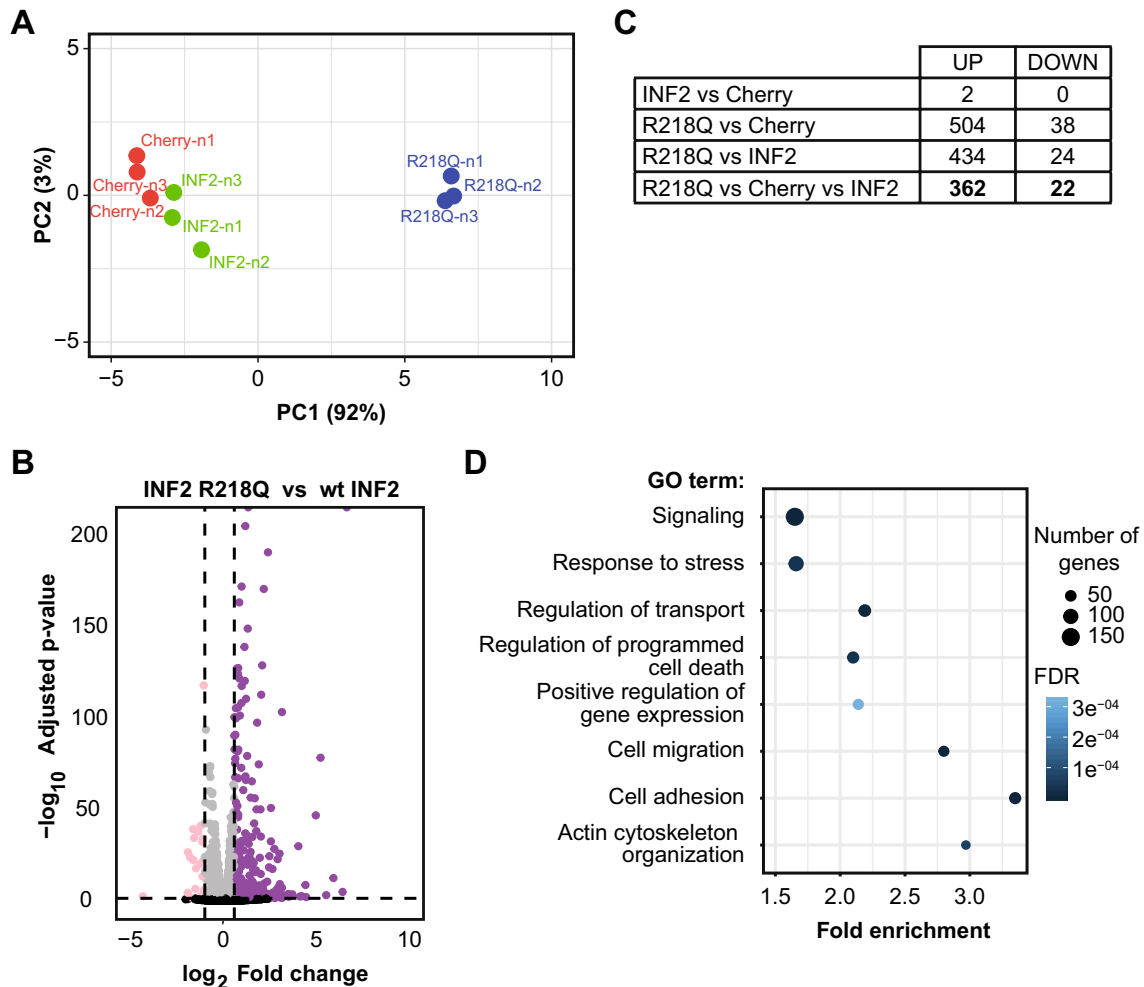 A
5
0
−5
PC2 (3%)
Cherry-n1
Cherry-n3
Cherry-n2
INF2-n3
INF2-n1
INF2-n2
R218Q-n1
R218Q-n2
R218Q-n3
−5 0 5 10
PC1 (92%)
C
UP DOWN
INF2 vs Cherry 2 0
R218Q vs Cherry 504 38
R218Q vs INF2 434 24
R218Q vs Cherry vs INF2 362 22
B
INF2 R218Q vs wt INF2
−log10 Adjusted p-value
200
150
100
50
0
−5 0 5 10
log2 Fold change
D
GO term:
Signaling
Response to stress
Regulation of transport
Regulation of programmed
cell death
Positive regulation of
gene expression
Cell migration
Cell adhesion
Actin cytoskeleton
organization
1.5 2.0 2.5 3.0
Fold enrichment
Number of
genes
50
100
150
FDR
3e−04
2e−04
1e−04